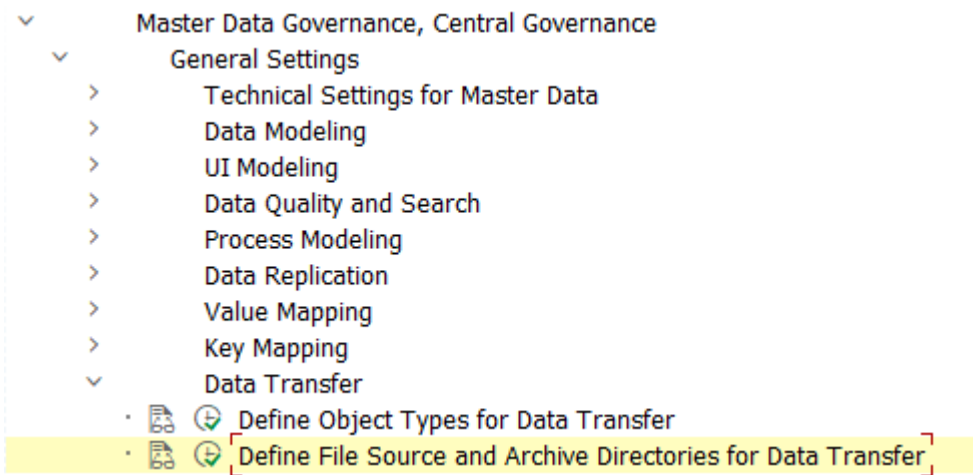 Master Data Governance, Central Governance
General Settings
Technical Settings for Master Data
Data Modeling
UI Modeling
Data Quality and Search
Process Modeling
Data Replication
Value Mapping
Key Mapping
Data Transfer
Define Object Types for Data Transfer
Define File Source and Archive Directories for Data Transfer